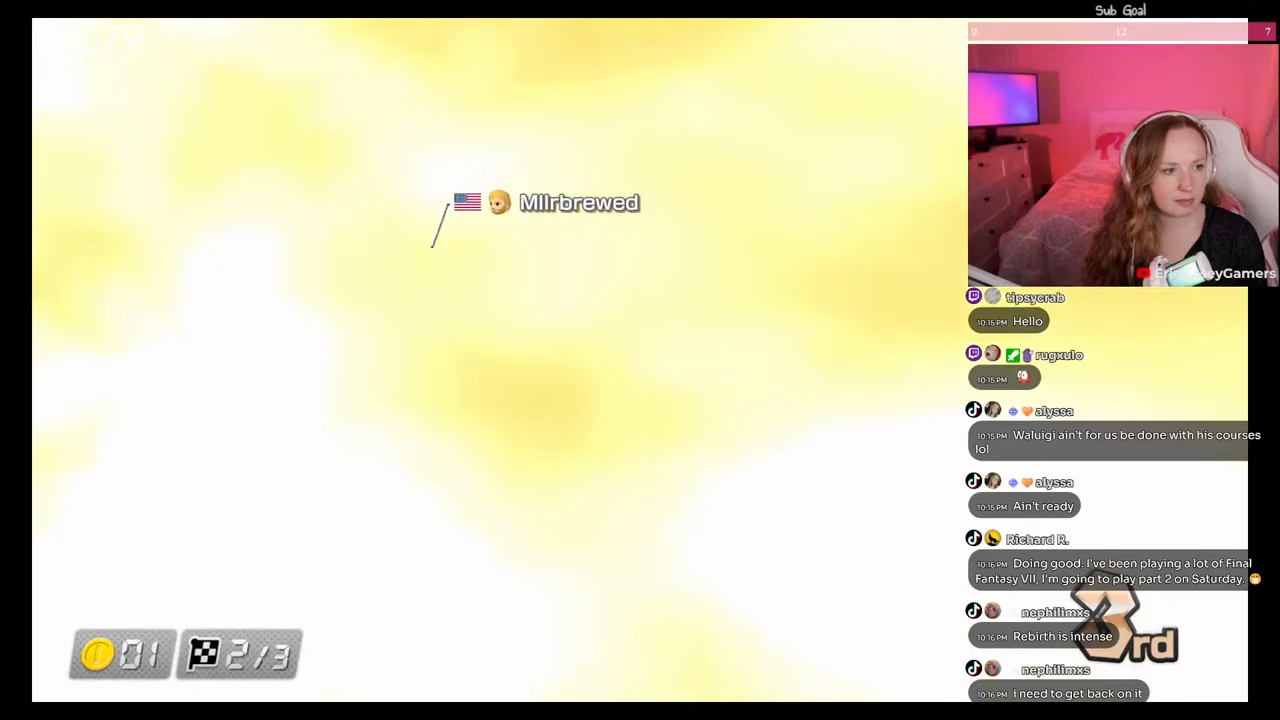 Sub Goal
0 12 7
MIIrbrewed
tipsycrab
10:15 PM Hello
rugxulo
10:15 PM
alyssa
10:15 PM Waluigi ain't for us be done with his courses
lol
alyssa
10:15 PM Ain't ready
Richard R.
10:16 PM Doing good. I've been playing a lot of Final
Fantasy VII, I'm going to play part 2 on Saturday.
nephilimxs
10:16 PM Rebirth is intense
nephilimxs
10:16 PM i need to get back on it
3rd
01 2/3